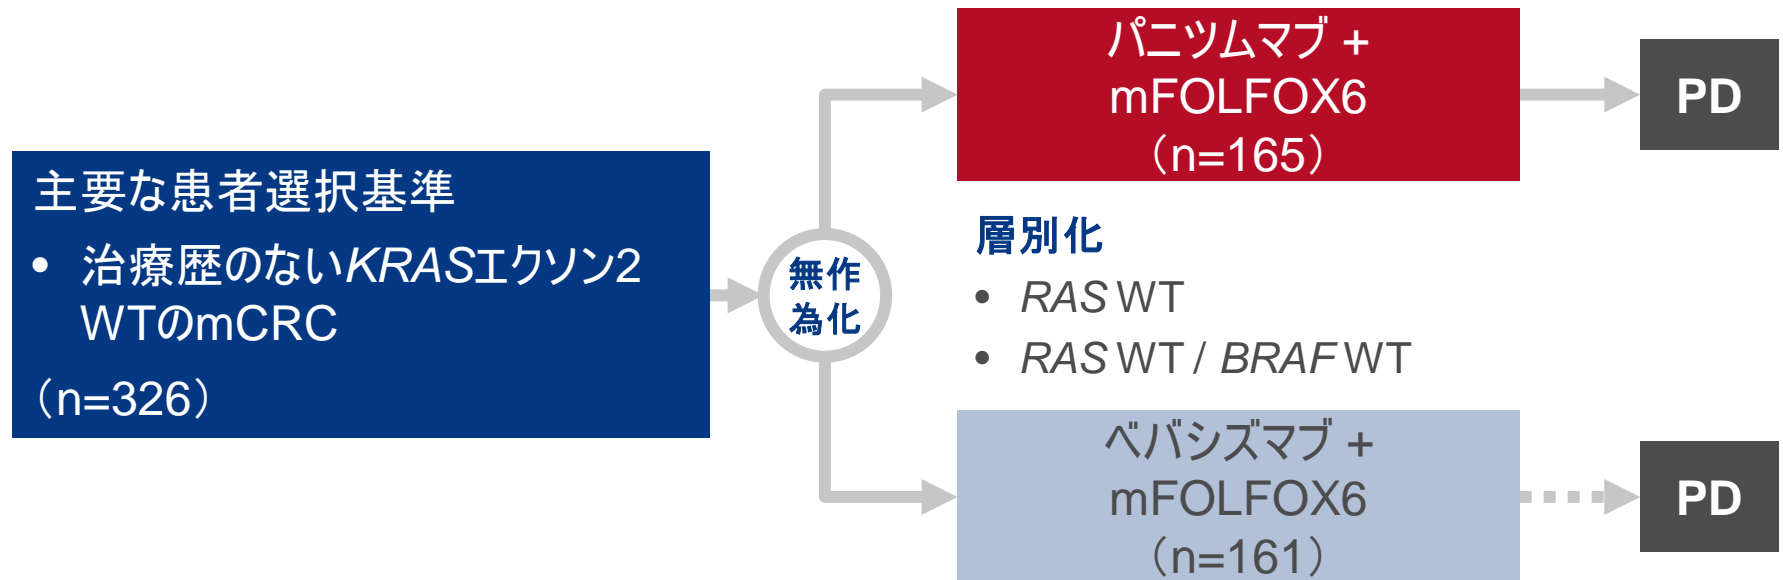 主要な患者選択基準
• 治療歴のないKRASエクソン2
WTのmCRC
（n=326）
無作
為化
パニツムマブ +
mFOLFOX6
（n=165）
PD
層別化
• RAS WT
• RAS WT / BRAF WT
ベバシズマブ +
mFOLFOX6
（n=161）
PD